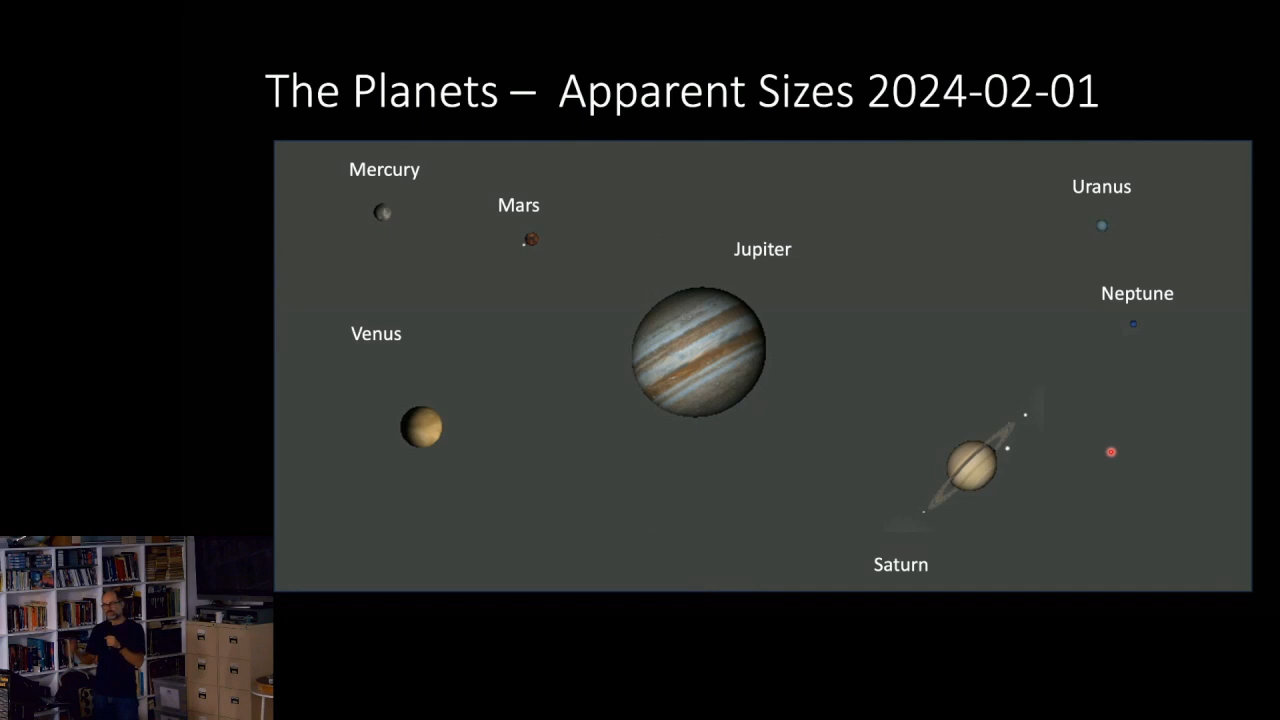 The Planets – Apparent Sizes 2024-02-01
Mercury
Mars
Uranus
Jupiter
Neptune
Venus
Saturn